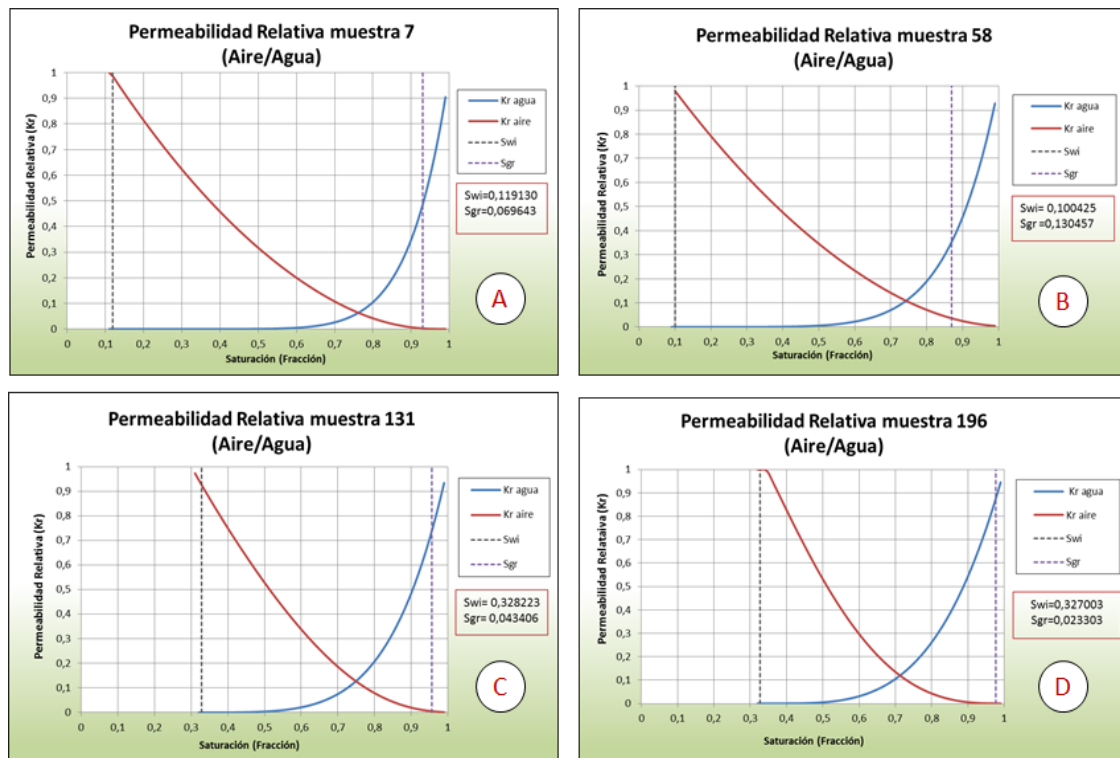 Permeabilidad Relativa muestra 7
(Aire/Agua)
Permeabilidad Relativa (Kr)
1
0,9
0,8
0,7
0,6
0,5
0,4
0,3
0,2
0,1
0
0 0,1 0,2 0,3 0,4 0,5 0,6 0,7 0,8 0,9 1
Saturación (Fracción)
Kr agua
Kr aire
Swi
Sgr
Swi=0,119130
Sgr=0,069643
A
Permeabilidad Relativa muestra 58
(Aire/Agua)
Permeabilidad Relativa (Kr)
1
0,9
0,8
0,7
0,6
0,5
0,4
0,3
0,2
0,1
0
0 0,1 0,2 0,3 0,4 0,5 0,6 0,7 0,8 0,9 1
Saturación (Fracción)
Kr agua
Kr aire
Swi
Sgr
Swi= 0,100425
Sgr =0,130457
B
Permeabilidad Relativa muestra 131
(Aire/Agua)
Permeabilidad Relativa (Kr)
1
0,9
0,8
0,7
0,6
0,5
0,4
0,3
0,2
0,1
0
0 0,1 0,2 0,3 0,4 0,5 0,6 0,7 0,8 0,9 1
Saturación (Fracción)
Kr agua
Kr aire
Swi
Sgr
Swi= 0,328223
Sgr= 0,043406
C
Permeabilidad Relativa muestra 196
(Aire/Agua)
Permeabilidad Relataiva (Kr)
1
0,9
0,8
0,7
0,6
0,5
0,4
0,3
0,2
0,1
0
0 0,1 0,2 0,3 0,4 0,5 0,6 0,7 0,8 0,9 1
Saturación (Fracción)
Kr agua
Kr aire
Swi
Sgr
Swi=0,327003
Sgr=0,023303
D